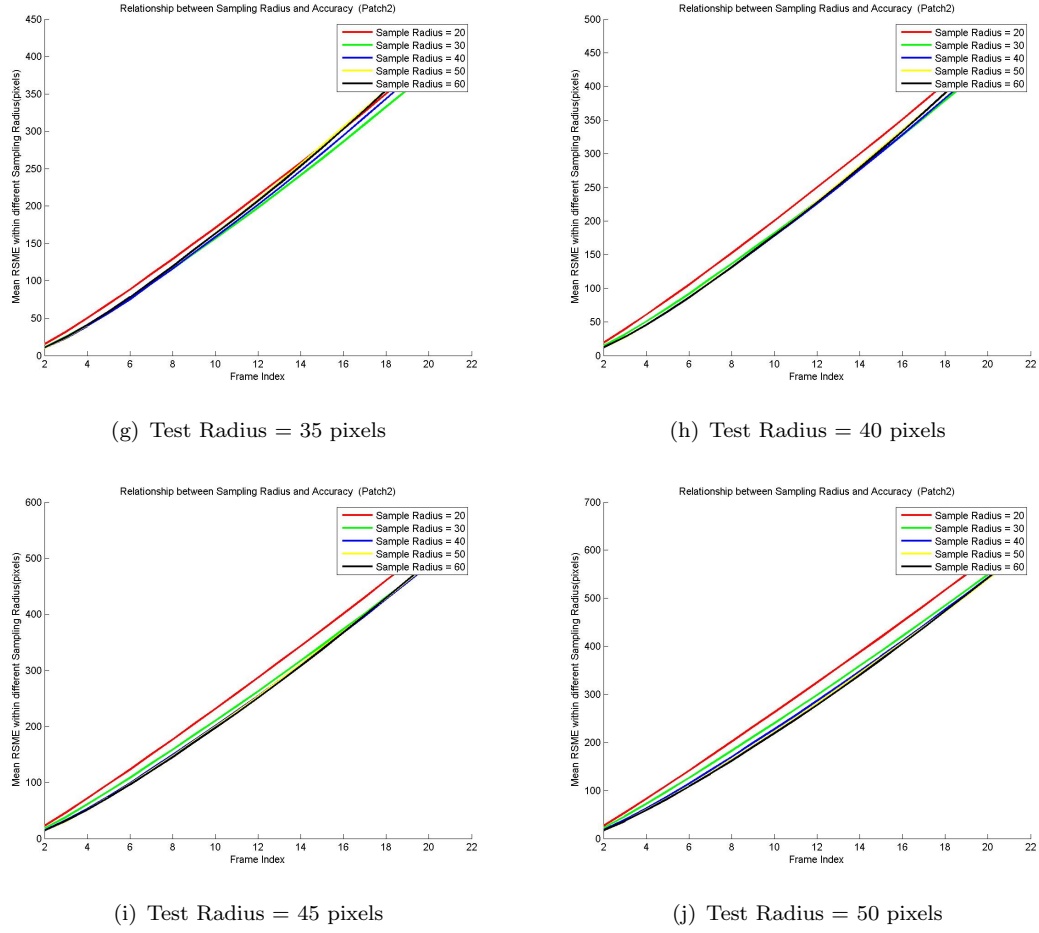 Relationship between Sampling Radius and Accuracy (Patch2)
Mean RSME within different Sampling Radius(pixels)
450
400
350
300
250
200
150
100
50
0
Sample Radius = 20
Sample Radius = 30
Sample Radius = 40
Sample Radius = 50
Sample Radius = 60
2 4 6 8 10 12 14 16 18 20 22
Frame Index
(g) Test Radius = 35 pixels
Relationship between Sampling Radius and Accuracy (Patch2)
Mean RSME within different Sampling Radius(pixels)
500
450
400
350
300
250
200
150
100
50
0
Sample Radius = 20
Sample Radius = 30
Sample Radius = 40
Sample Radius = 50
Sample Radius = 60
2 4 6 8 10 12 14 16 18 20 22
Frame Index
(h) Test Radius = 40 pixels
Relationship between Sampling Radius and Accuracy (Patch2)
Mean RSME within different Sampling Radius(pixels)
600
500
400
300
200
100
0
Sample Radius = 20
Sample Radius = 30
Sample Radius = 40
Sample Radius = 50
Sample Radius = 60
2 4 6 8 10 12 14 16 18 20 22
Frame Index
(i) Test Radius = 45 pixels
Relationship between Sampling Radius and Accuracy (Patch2)
Mean RSME within different Sampling Radius(pixels)
700
600
500
400
300
200
100
0
Sample Radius = 20
Sample Radius = 30
Sample Radius = 40
Sample Radius = 50
Sample Radius = 60
2 4 6 8 10 12 14 16 18 20 22
Frame Index
(j) Test Radius = 50 pixels